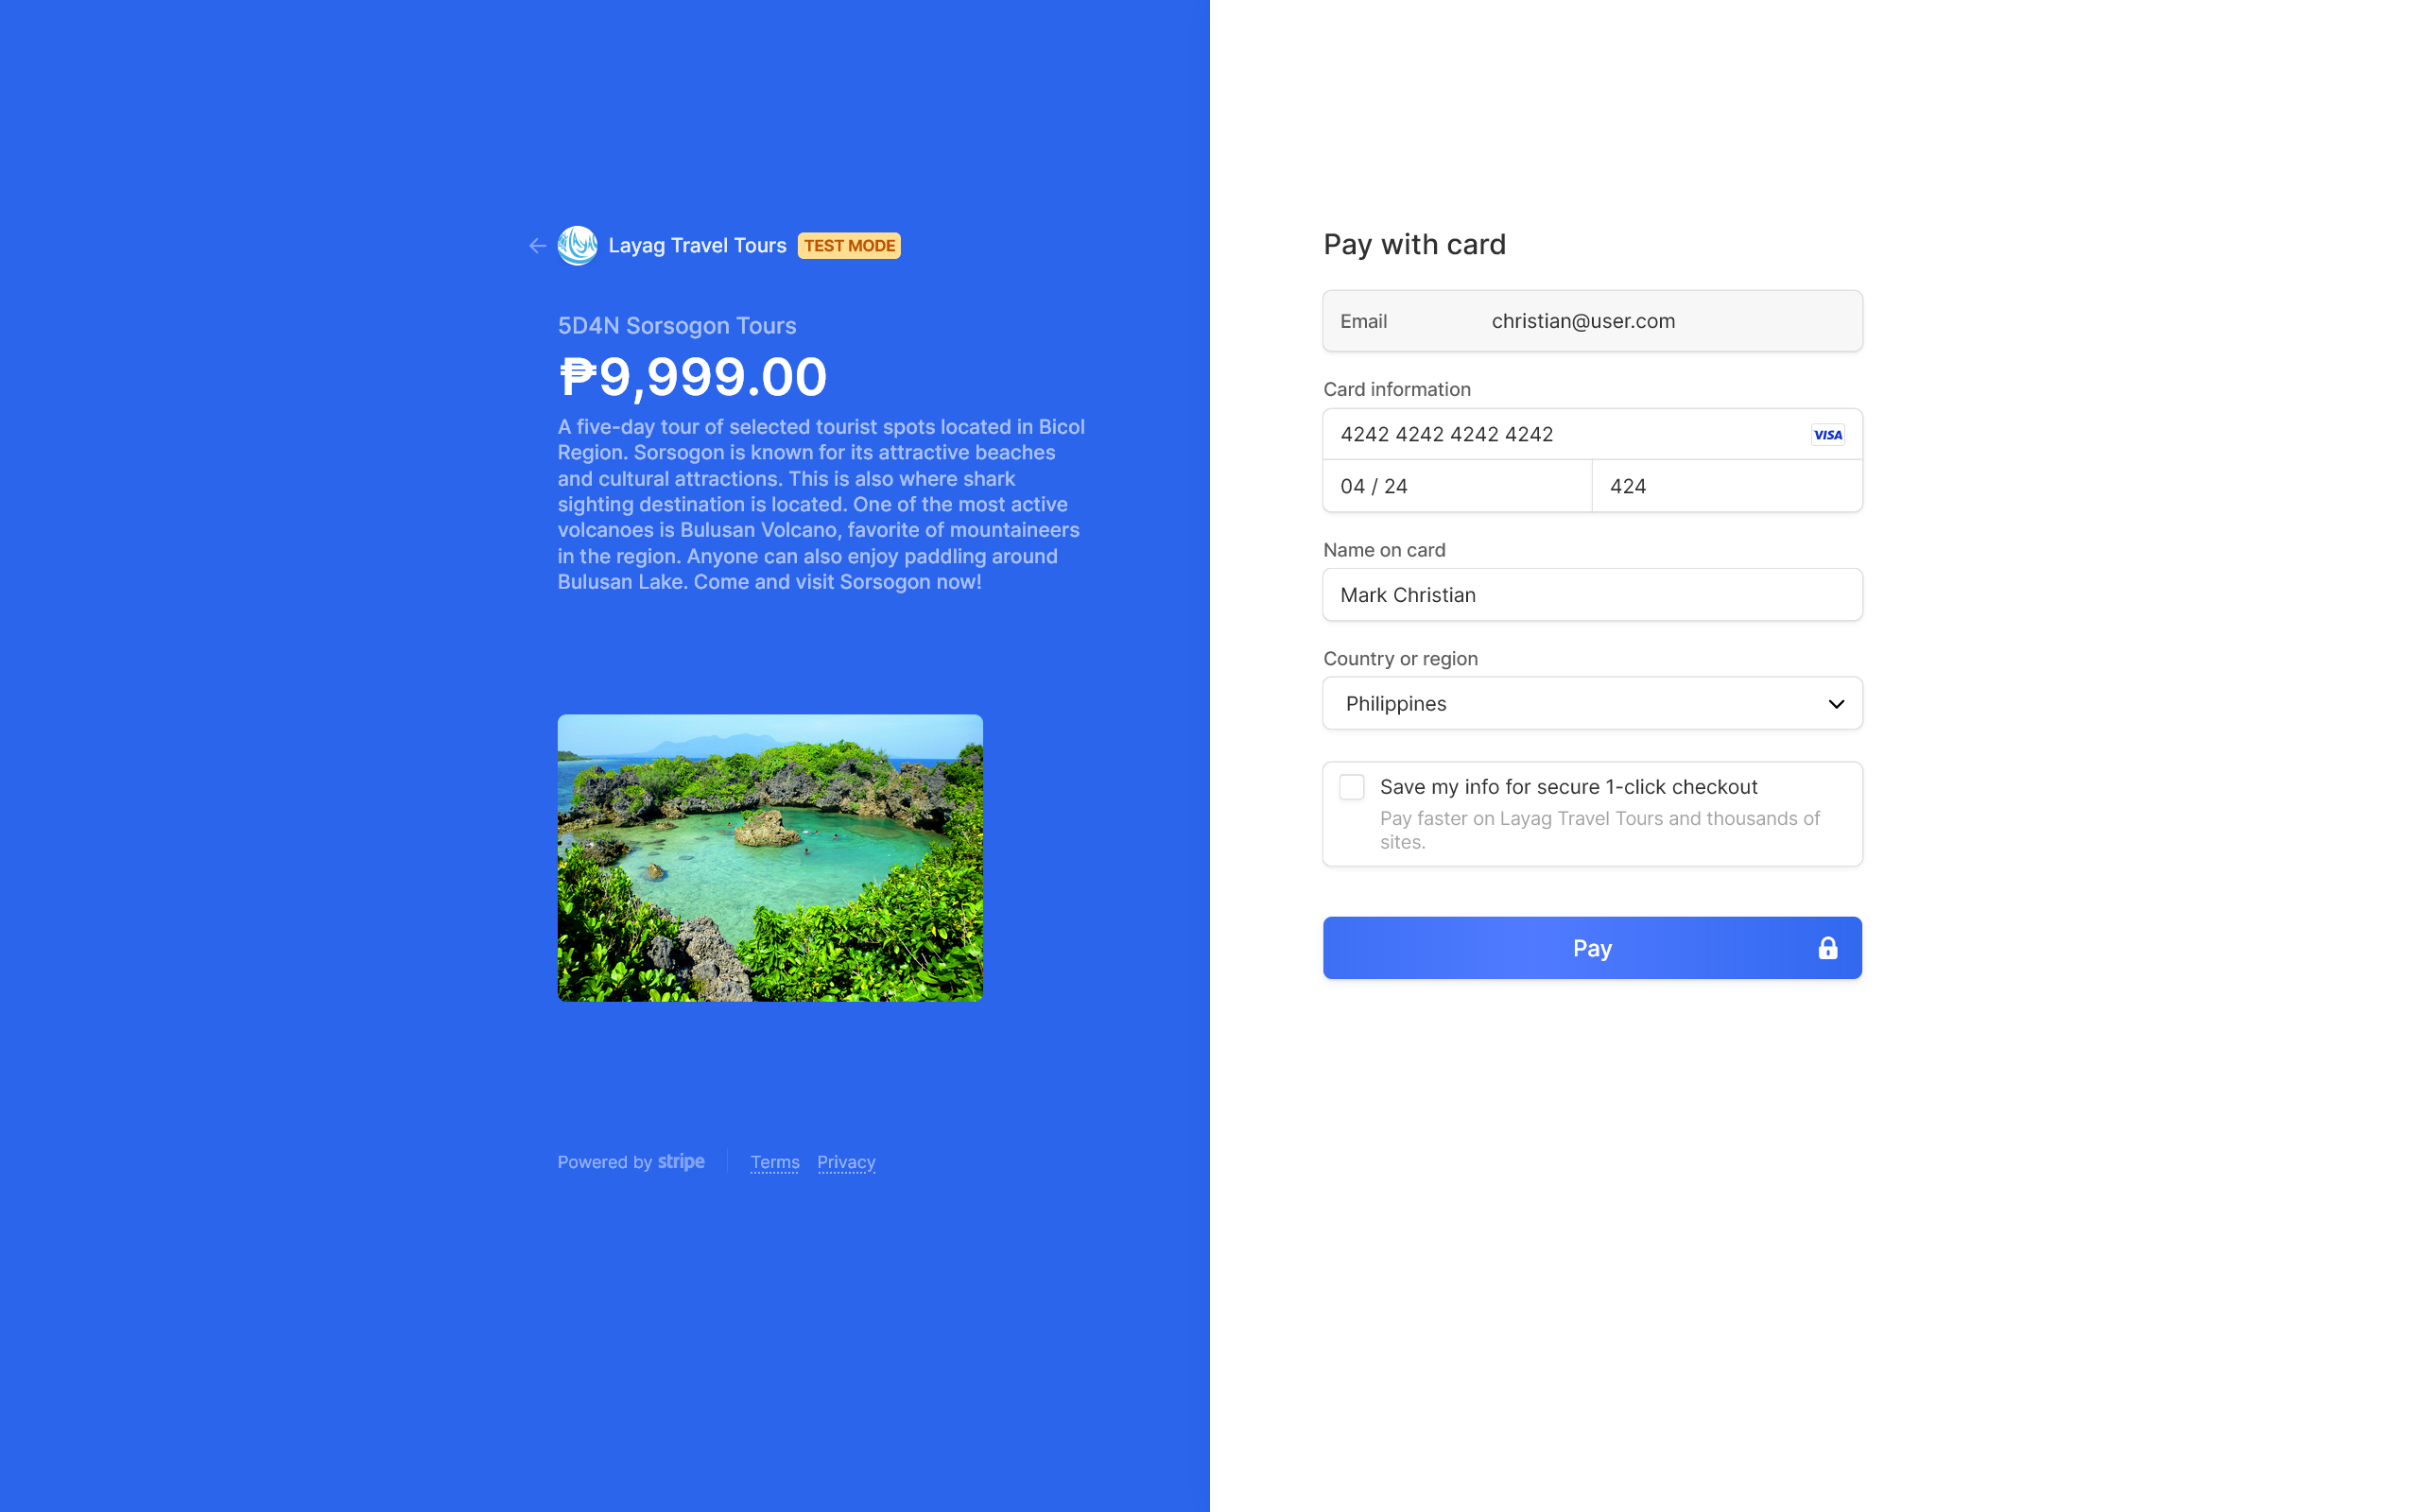 Layag Travel Tours TEST MODE
5D4N Sorsogon Tours
₱9,999.00
A five-day tour of selected tourist spots located in Bicol
Region. Sorsogon is known for its attractive beaches
and cultural attractions. This is also where shark
sighting destination is located. One of the most active
volcanoes is Bulusan Volcano, favorite of mountaineers
in the region. Anyone can also enjoy paddling around
Bulusan Lake. Come and visit Sorsogon now!
Powered by stripe Terms Privacy
Pay with card
Email christian@user.com
Card information
4242 4242 4242 4242 VISA
04 / 24 424
Name on card
Mark Christian
Country or region
Philippines
Save my info for secure 1-click checkout
Pay faster on Layag Travel Tours and thousands of
sites.
Pay